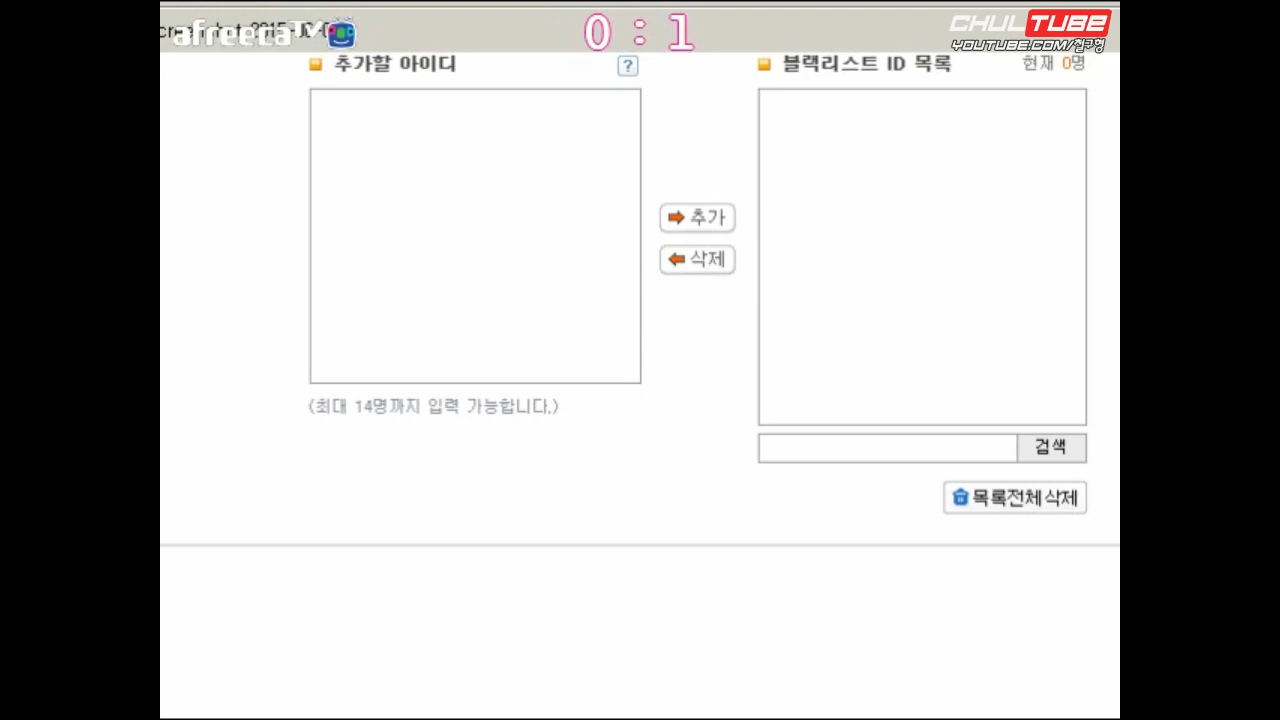 afreecaTV
0 : 1
CHULTUBE
YOUTUBE.COM/철구형
추가할 아이디
?
블랙리스트 ID 목록
현재 0명
추가
삭제
(최대 14명까지 입력 가능합니다.)
검색
목록전체삭제